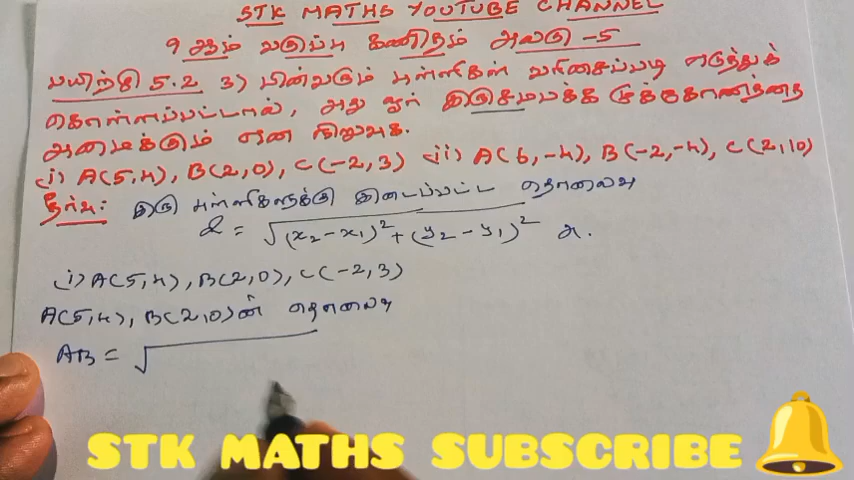 STK MATHS YOUTUBE CHANNEL
9 ஆம் வகுப்பு கணிதம் அலகு -5
பயிற்சி 5.2 3) பின்வரும் புள்ளிகள் வரிசைப்படி எடுத்துக்
கொள்ளப்பட்டால், அது ஓர் இருசமபக்க முக்கோணத்தை
அமைக்கும் என நிறுவுக.
(i) A(5,4), B(2,0), C(-2,3) (ii) A(6,-4), B(-2,-4), C(2,10)
தீர்வு: இரு புள்ளிகளுக்கு இடைப்பட்ட தொலைவு
d = √(x₂-x₁)²+(y₂-y₁)² அ.
(i) A(5,4), B(2,0), C(-2,3)
A(5,4), B(2,0)ன் தொலைவு
AB = √
STK MATHS SUBSCRIBE